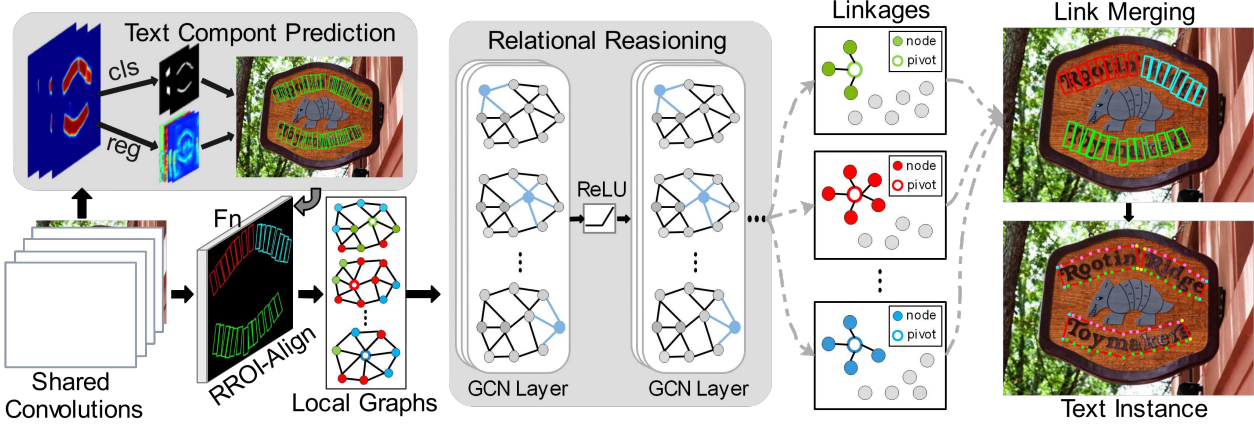 Text Compont Prediction
cls
reg
Shared
Convolutions
Fn
RROI-Align
Local Graphs
Relational Reasioning
GCN Layer
ReLU
GCN Layer
Linkages
node
pivot
node
pivot
node
pivot
Link Merging
Rootin
Rootin Ridge
Toymakers
Text Instance